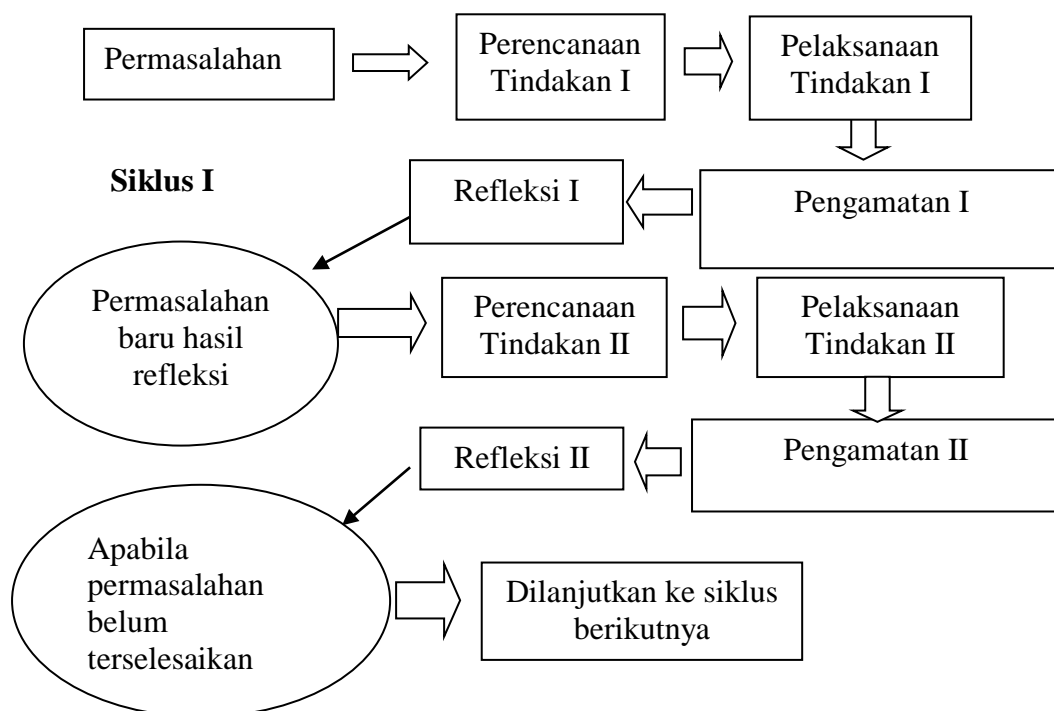 Permasalahan
Perencanaan
Tindakan I
Pelaksanaan
Tindakan I
Siklus I
Refleksi I
Pengamatan I
Permasalahan
baru hasil
refleksi
Perencanaan
Tindakan II
Pelaksanaan
Tindakan II
Refleksi II
Pengamatan II
Apabila
permasalahan
belum
terselesaikan
Dilanjutkan ke siklus
berikutnya